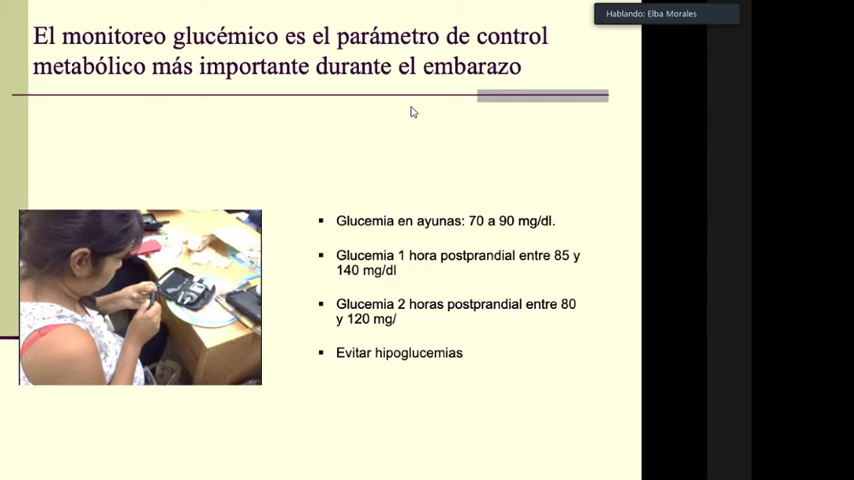 Hablando: Elba Morales
El monitoreo glucémico es el parámetro de control
metabólico más importante durante el embarazo
Glucemia en ayunas: 70 a 90 mg/dl.
Glucemia 1 hora postprandial entre 85 y
140 mg/dl
Glucemia 2 horas postprandial entre 80
y 120 mg/
Evitar hipoglucemias